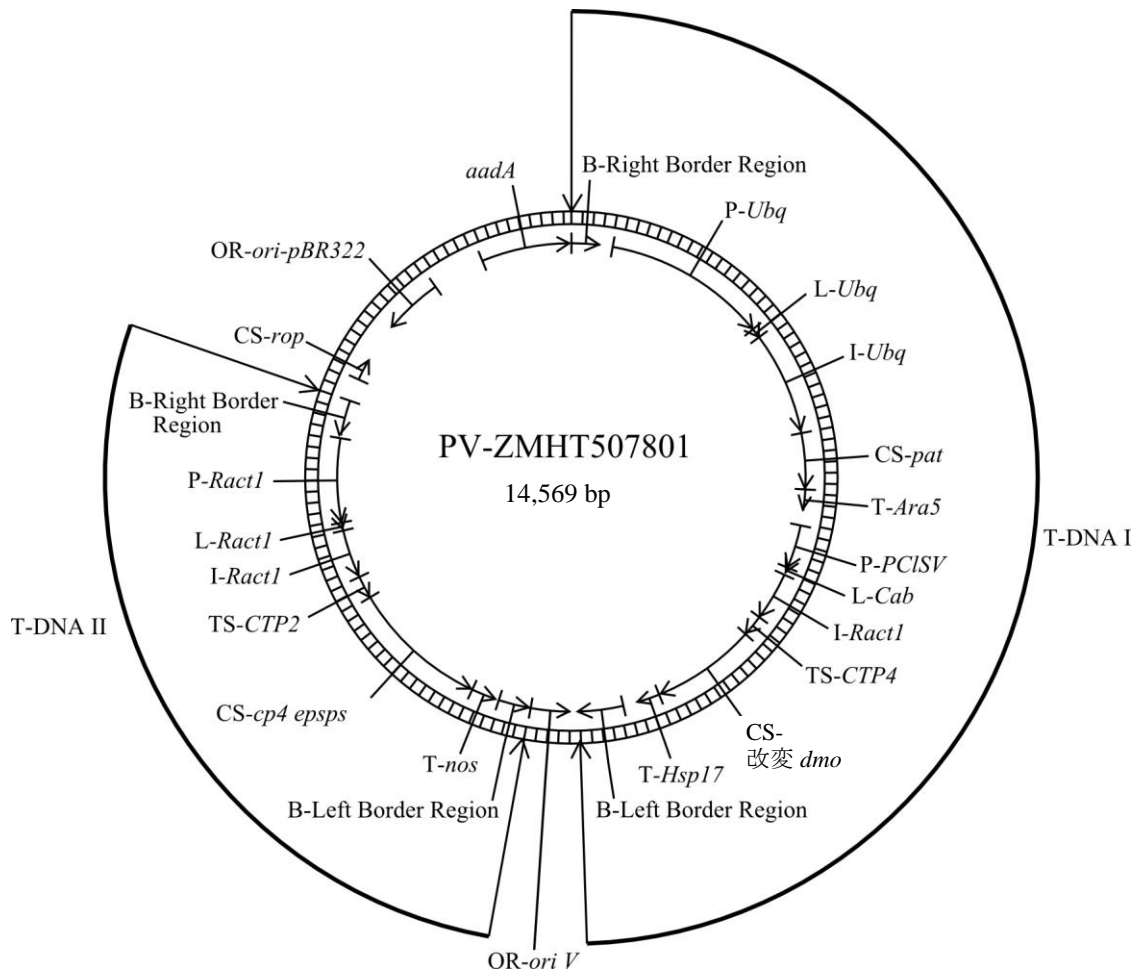 aadA
B-Right Border Region
P-Ubq
OR-ori-pBR322
L-Ubq
CS-rop
I-Ubq
B-Right Border
Region
PV-ZMHT507801
14,569 bp
CS-pat
P-Ract1
T-Ara5
T-DNA I
L-Ract1
P-PClSV
I-Ract1
L-Cab
T-DNA II
TS-CTP2
I-Ract1
TS-CTP4
CS-cp4 epsps
CS-
改変 dmo
T-nos
T-Hsp17
B-Left Border Region
B-Left Border Region
OR-ori V